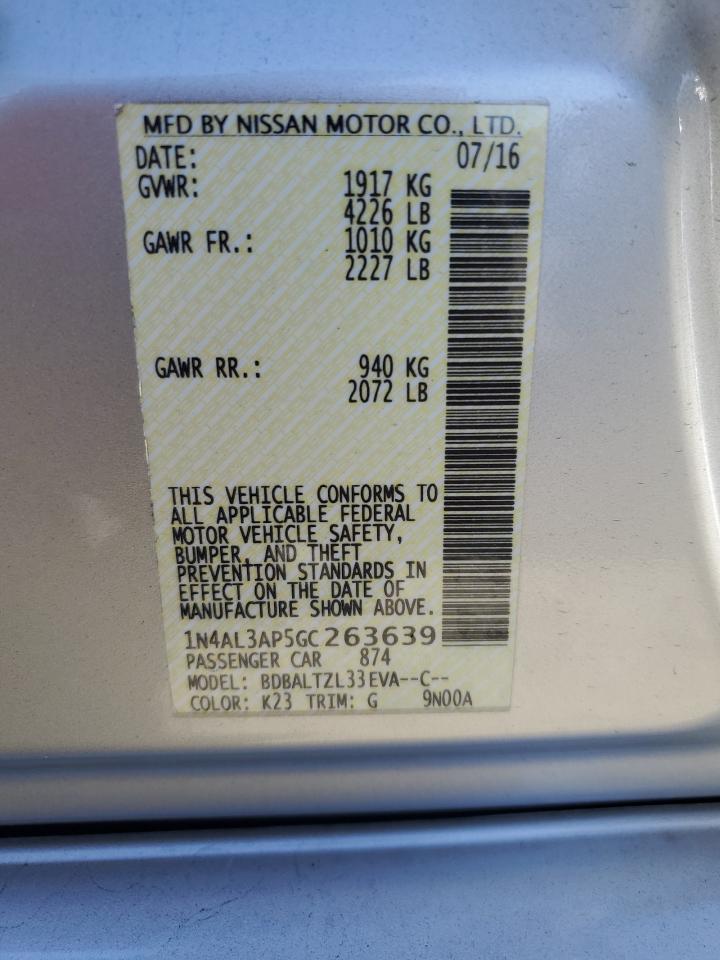 MFD BY NISSAN MOTOR CO., LTD.
DATE: 07/16
GVWR: 1917 KG
4226 LB
GAWR FR.: 1010 KG
2227 LB
GAWR RR.: 940 KG
2072 LB
THIS VEHICLE CONFORMS TO
ALL APPLICABLE FEDERAL
MOTOR VEHICLE SAFETY,
BUMPER, AND THEFT
PREVENTION STANDARDS IN
EFFECT ON THE DATE OF
MANUFACTURE SHOWN ABOVE.
1N4AL3AP5GC263639
PASSENGER CAR 874
MODEL: BDBALTZL33EVA--C--
COLOR: K23 TRIM: G 9N00A